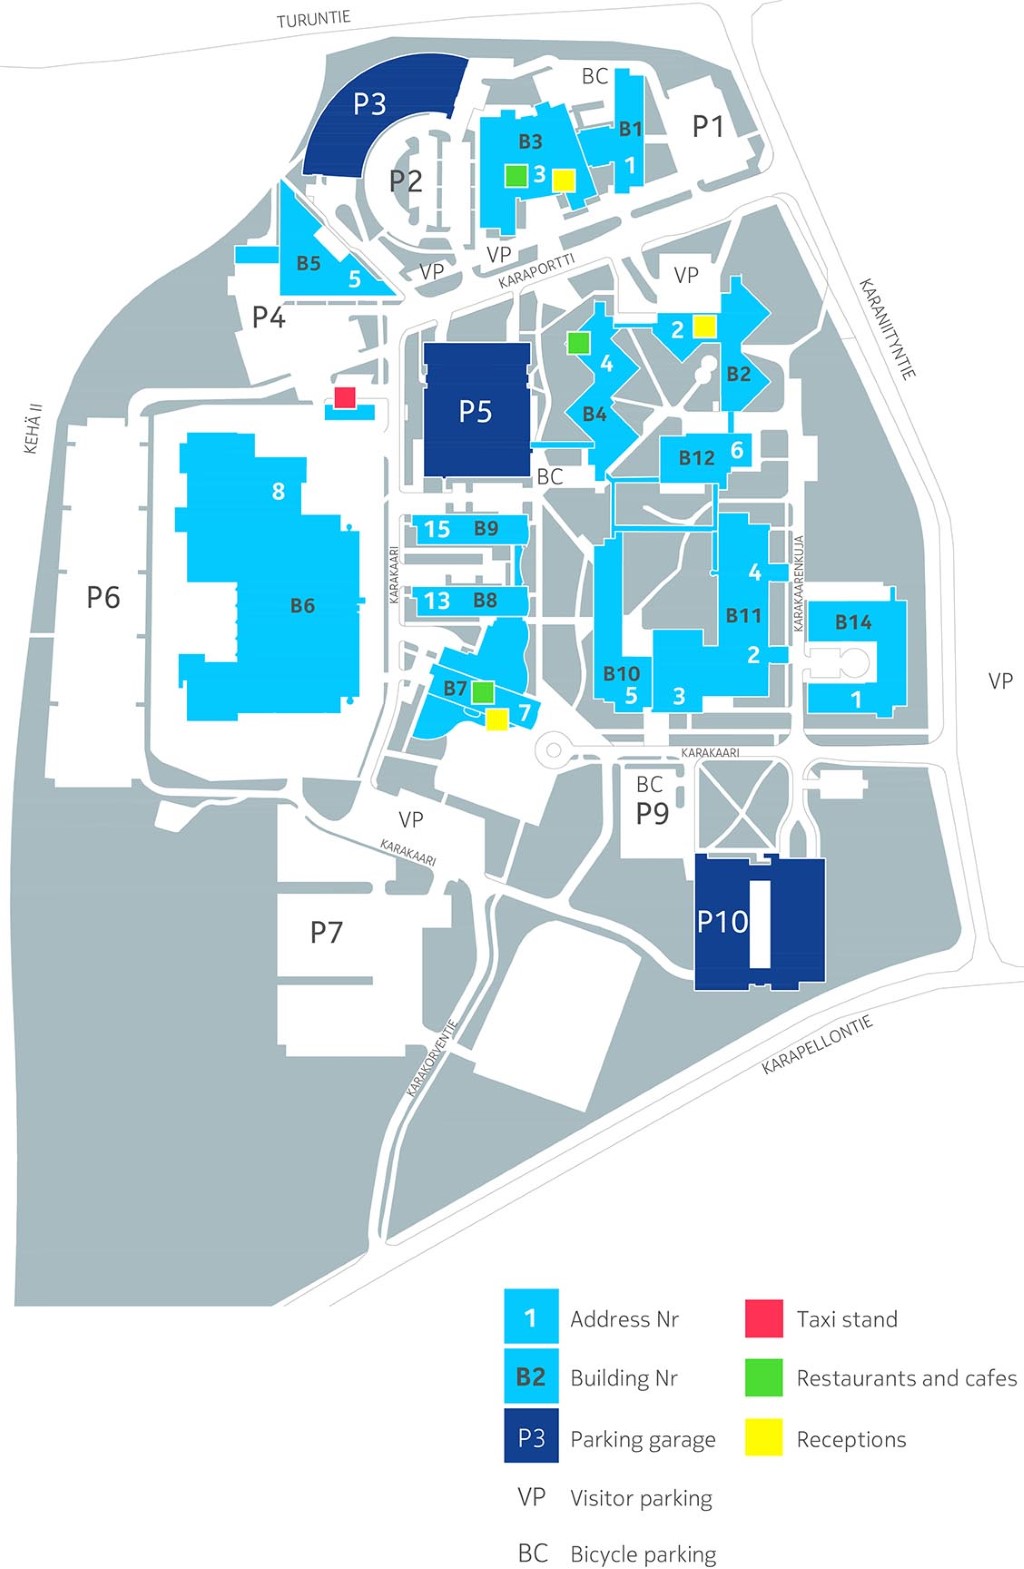 TURUNTIE
BC
P3
P1
B1
B3
3
1
P2
VP
VP
KARAPORTTI
B5
5
VP
P4
2
KARANIITYNTIE
4
B2
KEHÄ II
P5
B4
B12
6
BC
8
15 B9
KARAKAARI
KARAKAARENKUJA
4
P6
B6
13 B8
B11
B14
2
B10
B7
5
3
1
VP
7
KARAKAARI
BC
P9
VP
KARAKAARI
P7
P10
KARAKORVENTIE
KARAPELLONTIE
1 Address Nr
Taxi stand
B2 Building Nr
Restaurants and cafes
P3 Parking garage
Receptions
VP Visitor parking
BC Bicycle parking